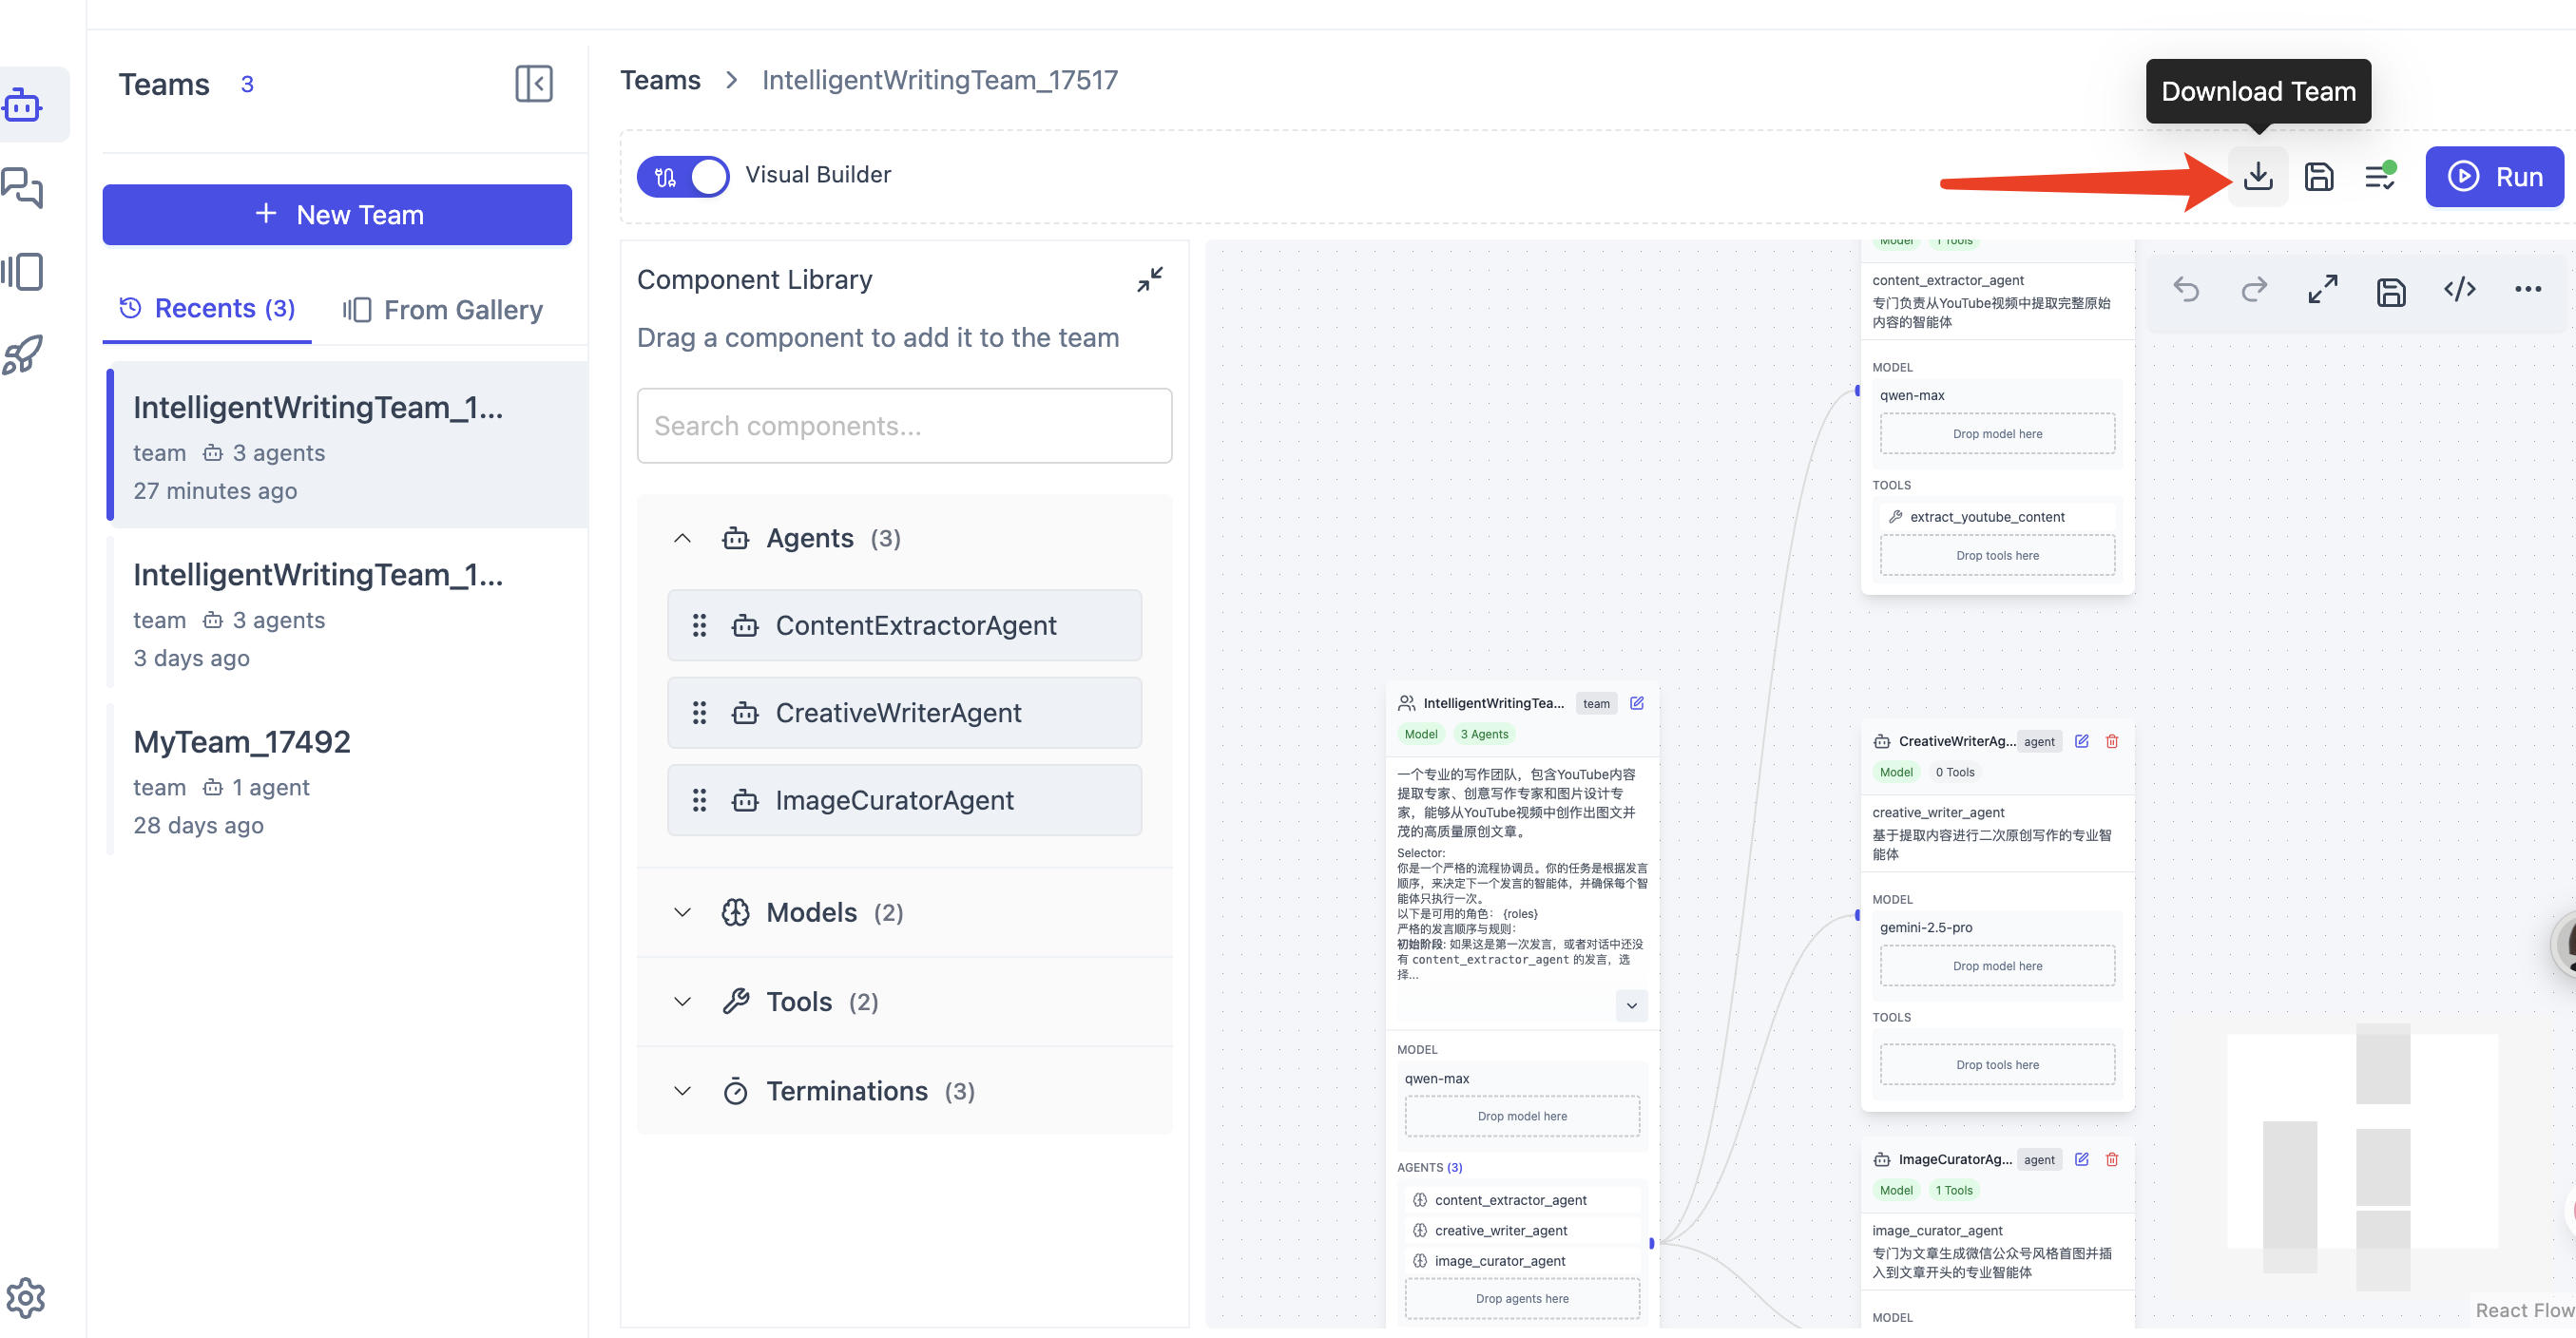 Teams 3
New Team
Recents (3)
From Gallery
IntelligentWritingTeam_1...
team 3 agents
27 minutes ago
IntelligentWritingTeam_1...
team 3 agents
3 days ago
MyTeam_17492
team 1 agent
28 days ago
Teams > IntelligentWritingTeam_17517
Download Team
Visual Builder
Run
Component Library
Drag a component to add it to the team
Search components...
Agents (3)
ContentExtractorAgent
CreativeWriterAgent
ImageCuratorAgent
Models (2)
Tools (2)
Terminations (3)
IntelligentWritingTea... team
Model 3 Agents
一个专业的写作团队，包含YouTube内容
提取专家、创意写作专家和图片设计专
家，能够从YouTube视频中创作出图文并
茂的高质量原创文章。
Selector:
你是一个严格的流程协调员。你的任务是根据发言
顺序，来决定下一个发言的智能体，并确保每个智
能体只执行一次。
以下是可用的角色： {roles}
严格的发言顺序与规则：
初始阶段: 如果这是第一次发言，或者对话中还没
有 content_extractor_agent 的发言，选
择...
MODEL
qwen-max
Drop model here
AGENTS (3)
content_extractor_agent
creative_writer_agent
image_curator_agent
Drop agents here
Model 1 Tools
content_extractor_agent
专门负责从YouTube视频中提取完整原始
内容的智能体
MODEL
qwen-max
Drop model here
TOOLS
extract_youtube_content
Drop tools here
CreativeWriterAg... agent
Model 0 Tools
creative_writer_agent
基于提取内容进行二次原创写作的专业智
能体
MODEL
gemini-2.5-pro
Drop model here
TOOLS
Drop tools here
ImageCuratorAg... agent
Model 1 Tools
image_curator_agent
专门为文章生成微信公众号风格首图并插
入到文章开头的专业智能体
MODEL
React Flow